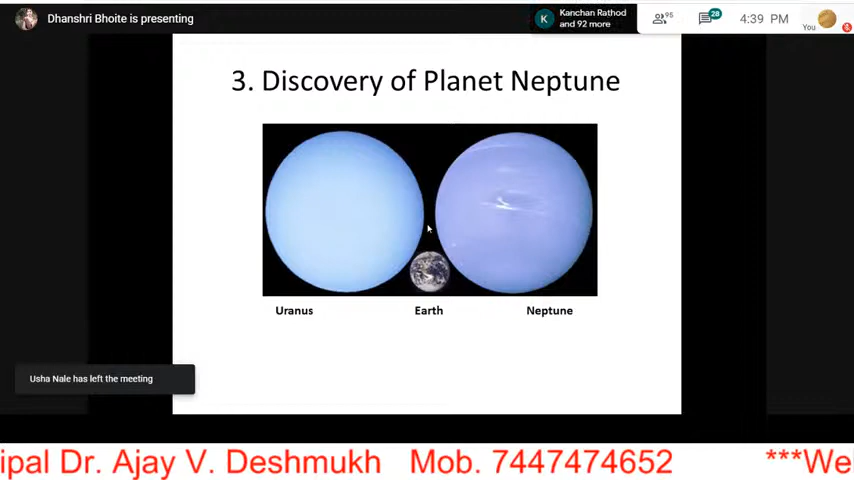 Dhanshri Bhoite is presenting
K
Kanchan Rathod
and 92 more
95
28
4:39 PM
You
3. Discovery of Planet Neptune
Uranus Earth Neptune
Usha Nale has left the meeting
ipal Dr. Ajay V. Deshmukh Mob. 7447474652 ***We